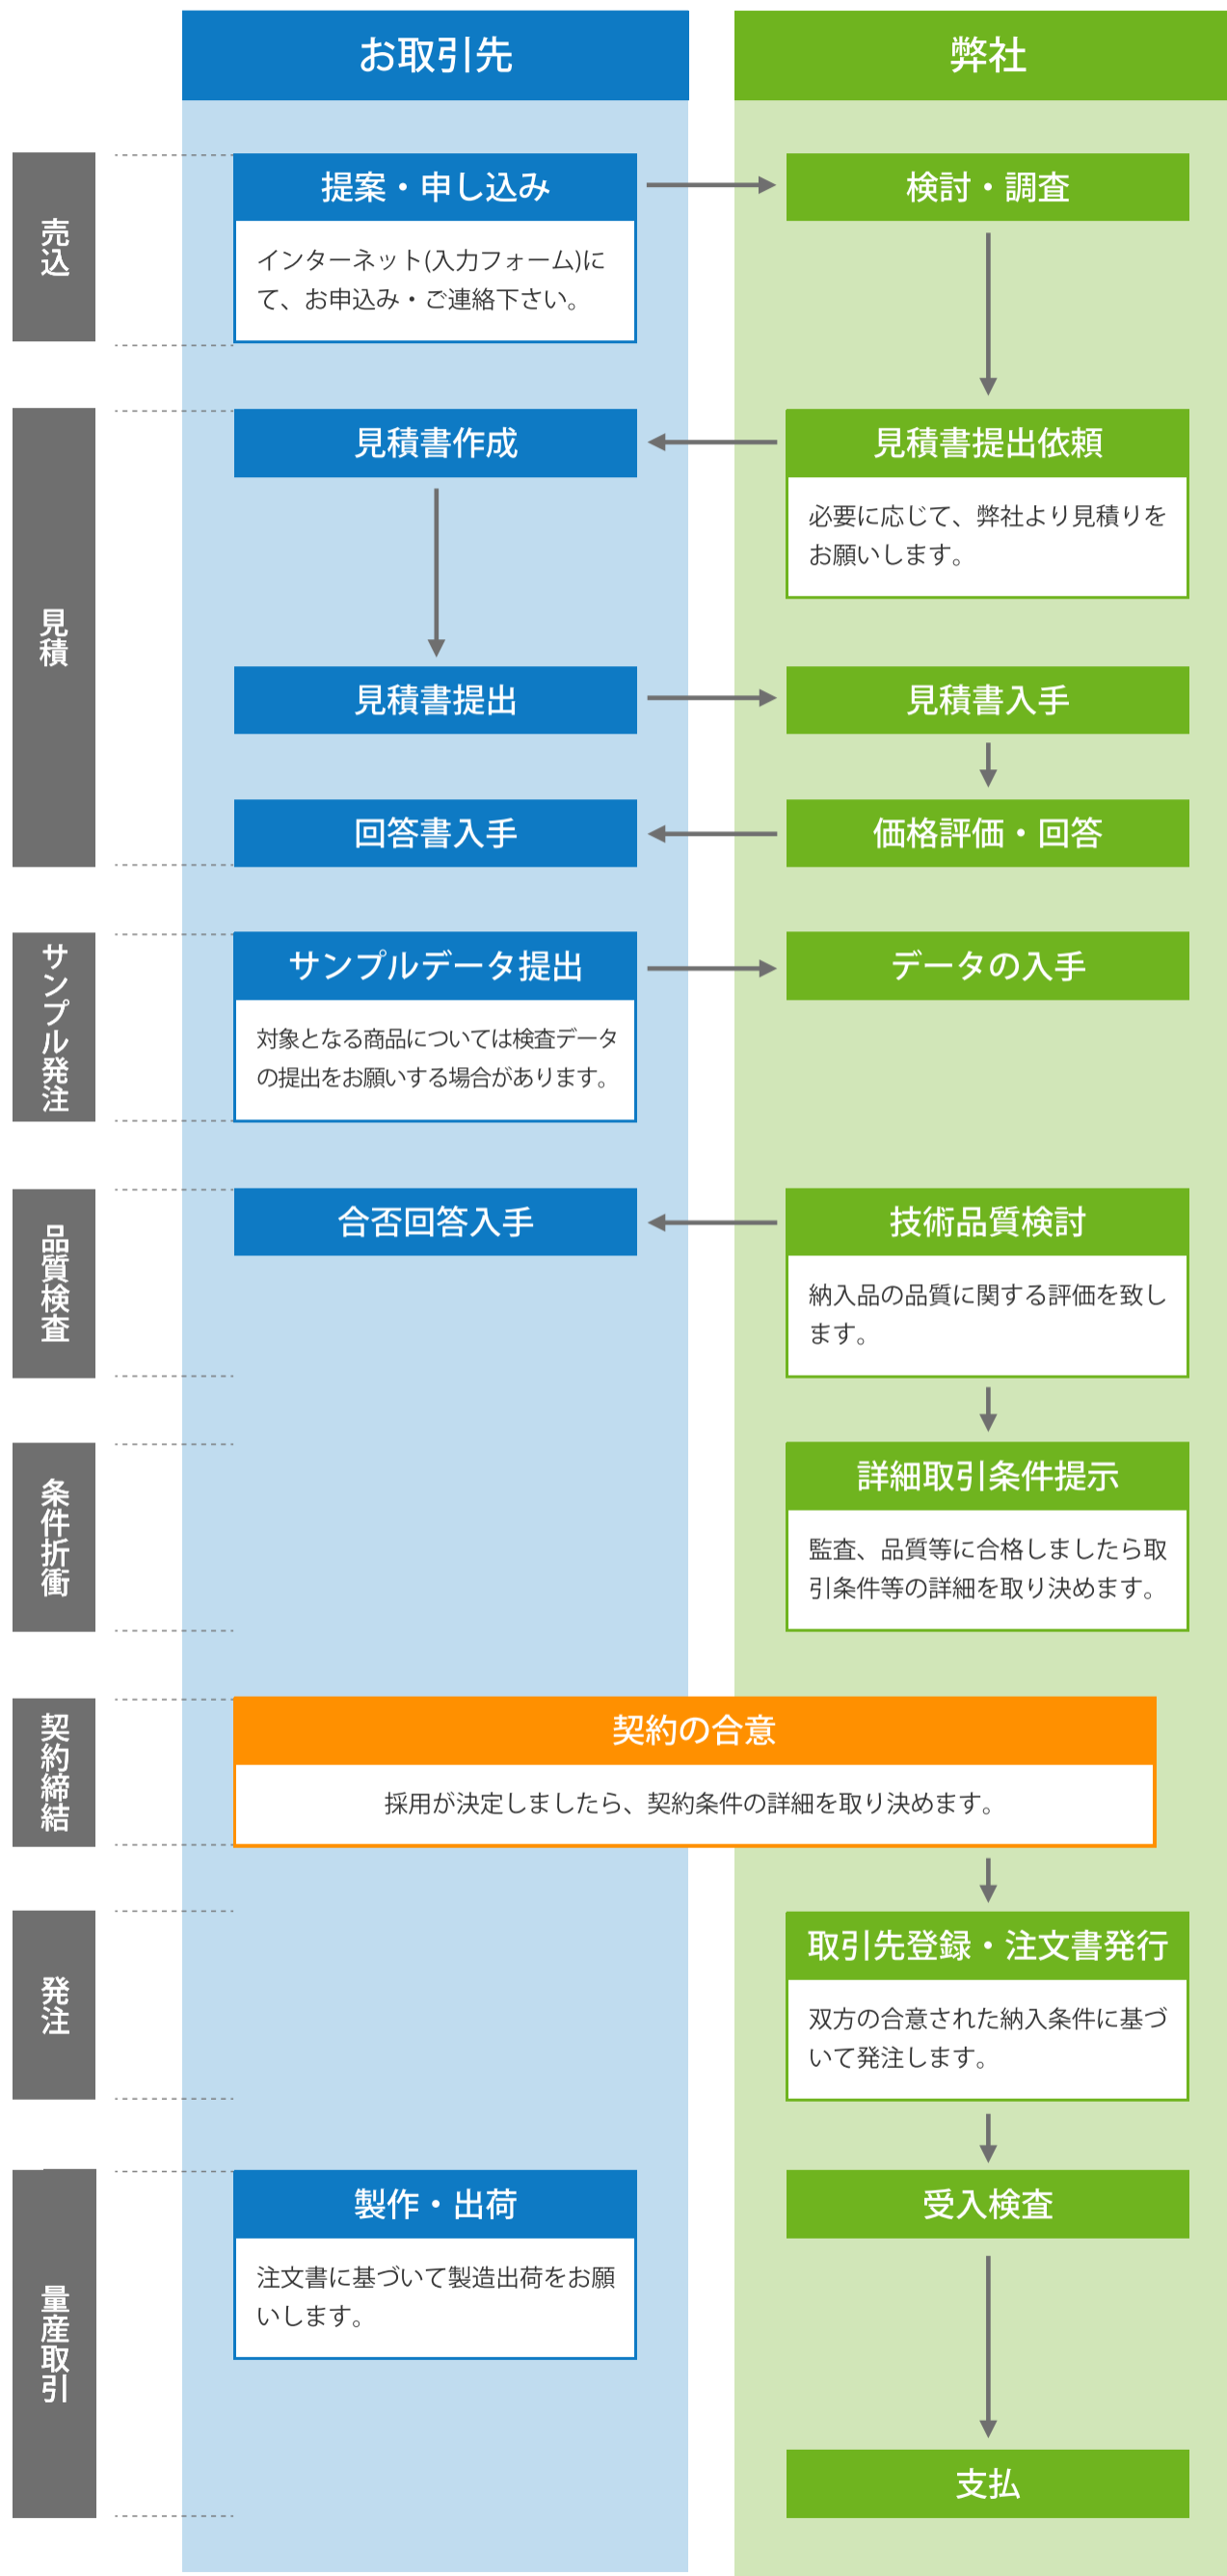 お取引先
弊社
売込
提案・申し込み
検討・調査
インターネット(入力フォーム)に
て、お申込み・ご連絡下さい。
見積
見積書作成
見積書提出依頼
必要に応じて、弊社より見積りを
お願いします。
見積書提出
見積書入手
回答書入手
価格評価・回答
サンプル発注
サンプルデータ提出
データの入手
対象となる商品については検査データ
の提出をお願いする場合があります。
品質検査
合否回答入手
技術品質検討
納入品の品質に関する評価を致し
ます。
条件折衝
詳細取引条件提示
監査、品質等に合格しましたら取
引条件等の詳細を取り決めます。
契約締結
契約の合意
採用が決定しましたら、契約条件の詳細を取り決めます。
発注
取引先登録・注文書発行
双方の合意された納入条件に基づ
いて発注します。
量産取引
製作・出荷
受入検査
注文書に基づいて製造出荷をお願
いします。
支払